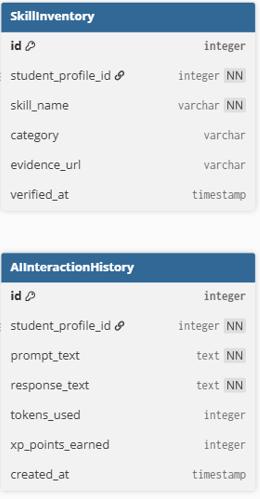 SkillInventory
id integer
student_profile_id integer NN
skill_name varchar NN
category varchar
evidence_url varchar
verified_at timestamp
AIInteractionHistory
id integer
student_profile_id integer NN
prompt_text text NN
response_text text NN
tokens_used integer
xp_points_earned integer
created_at timestamp